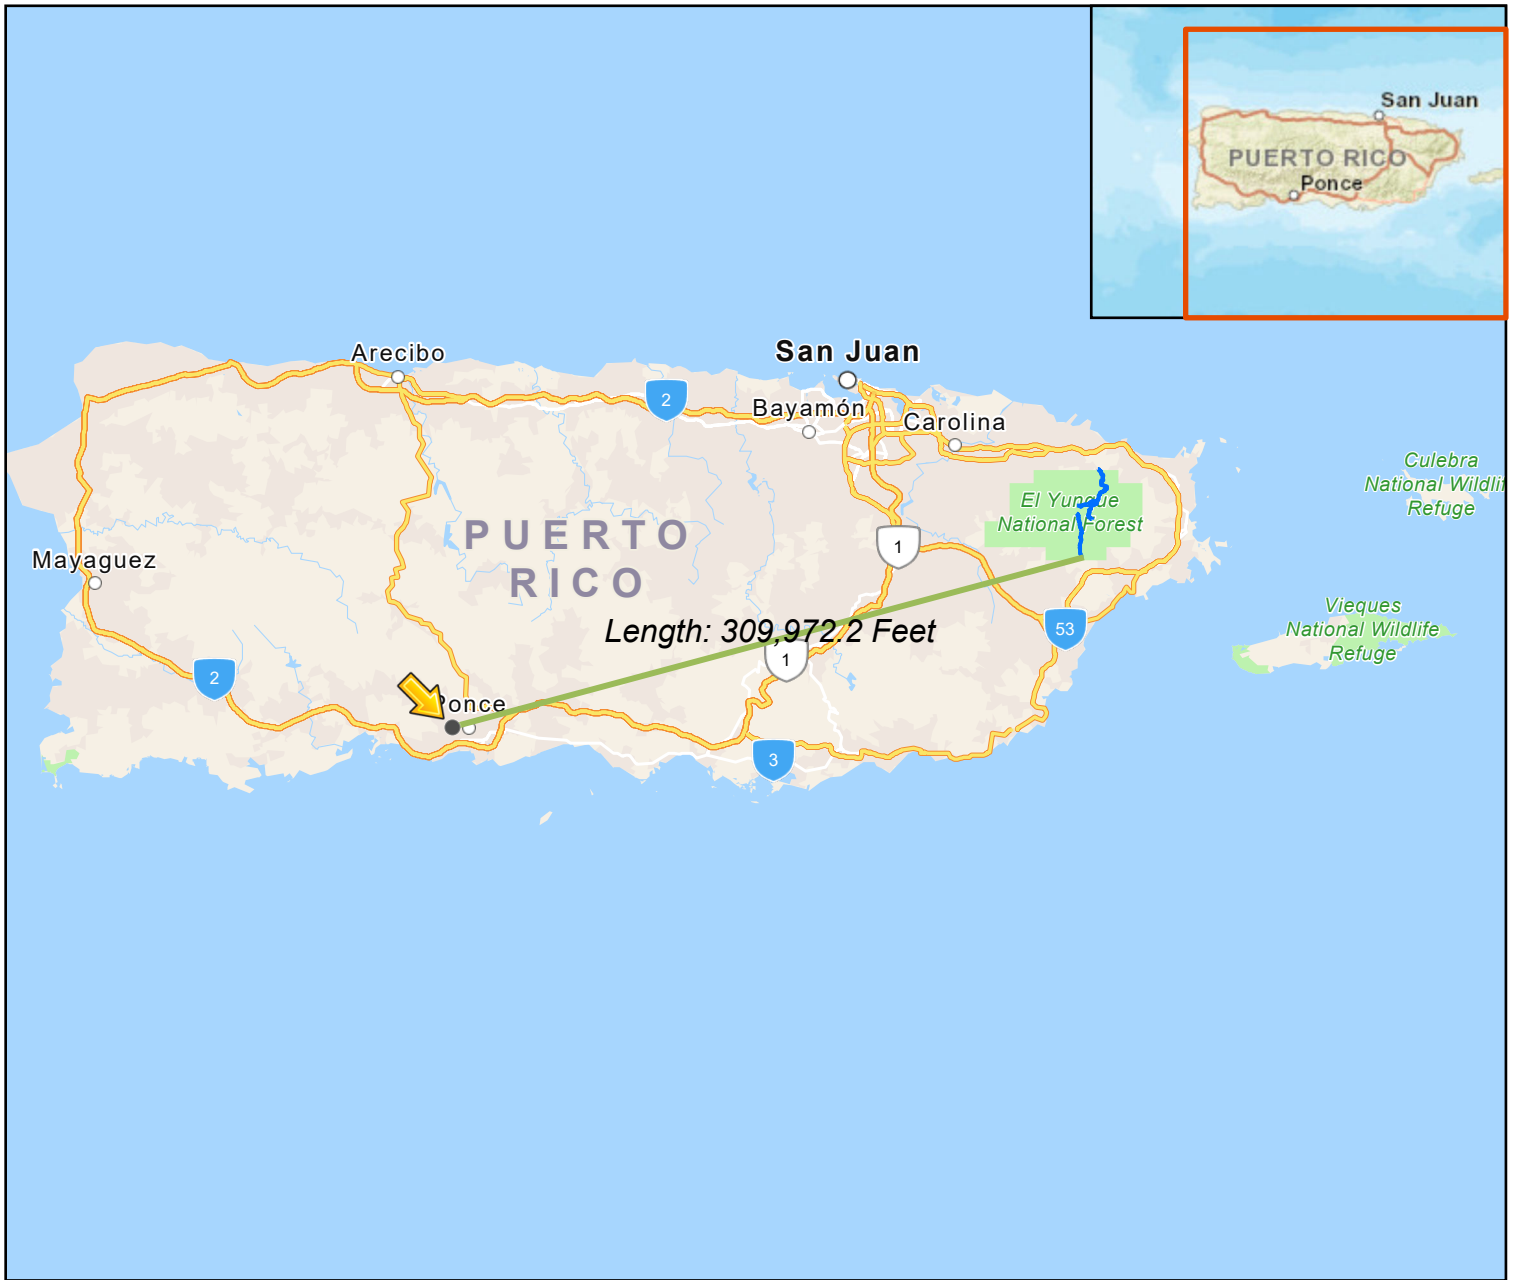 San Juan
PUERTO RICO
Ponce
Arecibo
San Juan
2
Bayamón
Carolina
Culebra
National Wildlif
Refuge
El Yunque
National Forest
PUERTO
RICO
1
Mayaguez
Vieques
National Wildlife
Refuge
53
Length: 309,972.2 Feet
1
2
Ponce
3